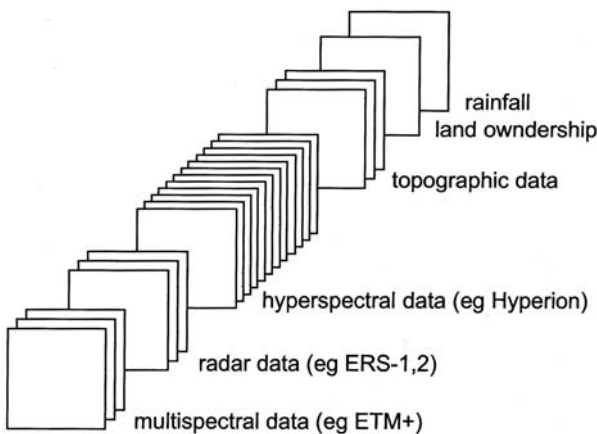 rainfall
land owndership
topographic data
hyperspectral data (eg Hyperion)
radar data (eg ERS-1,2)
multispectral data (eg ETM+)